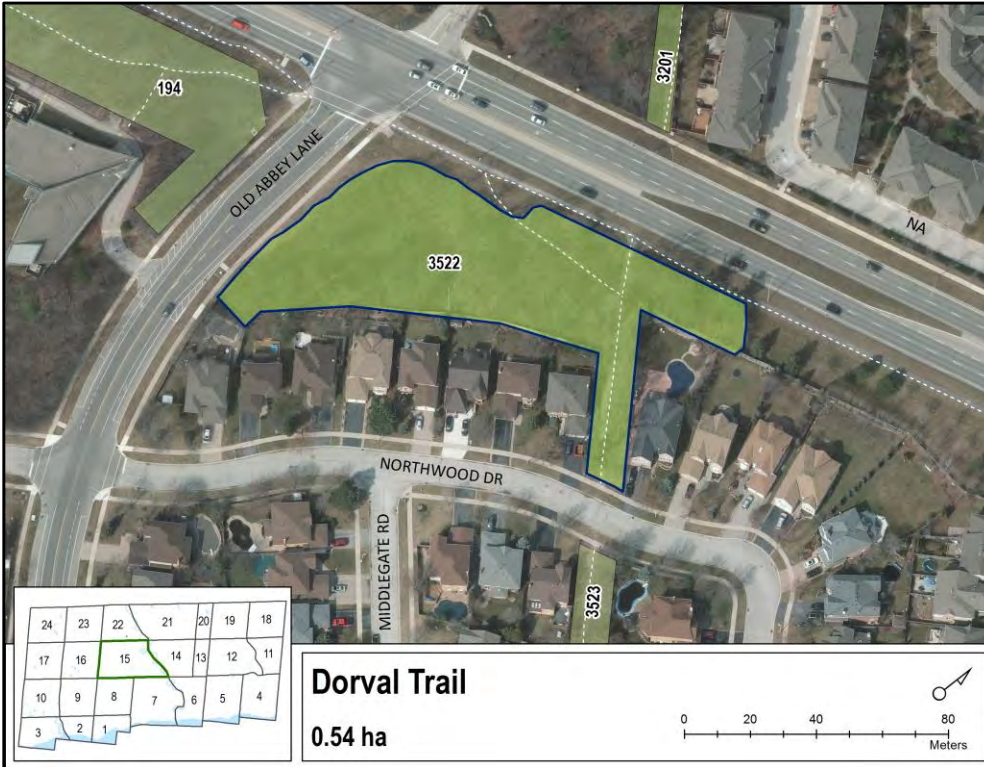 194
3201
OLD ABBEY LANE
NA
3522
NORTHWOOD DR
MIDDLEGATE RD
3523
24 23 22 21 20 19 18
17 16 15 14 13 12 11
10 9 8 7 6 5 4
3 2 1
Dorval Trail
0.54 ha
0 20 40 80
Meters